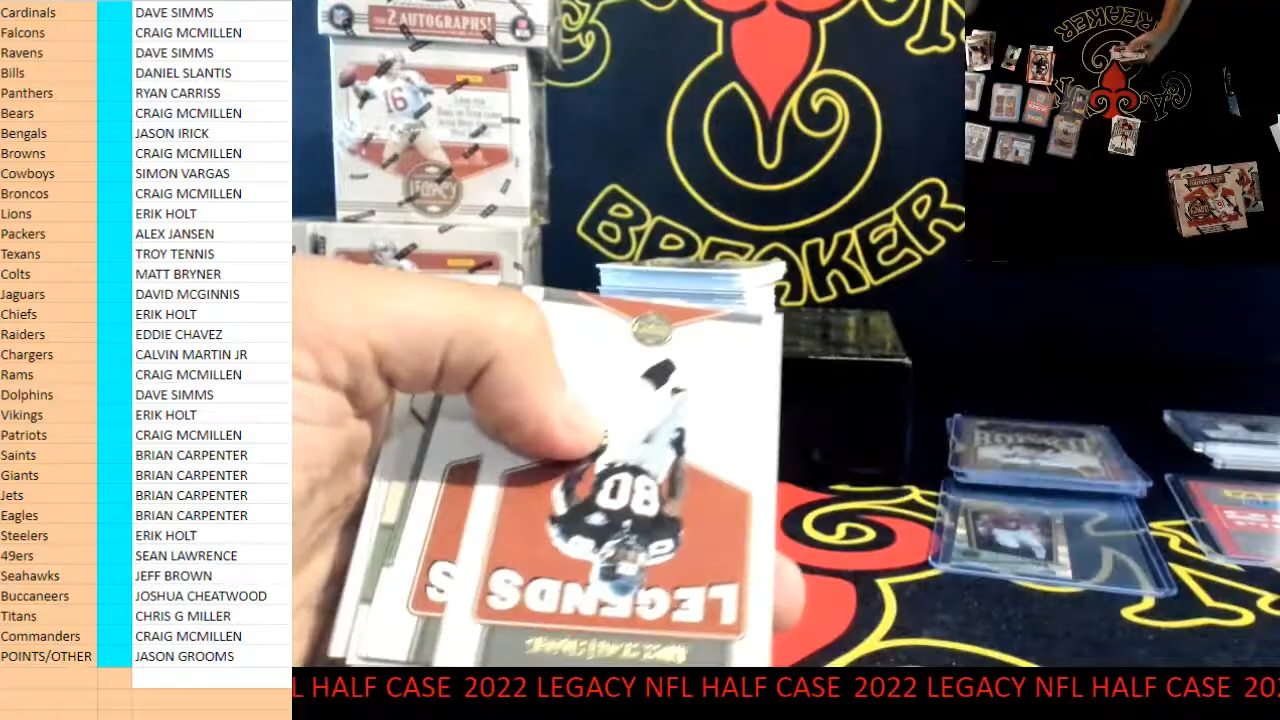 Cardinals DAVE SIMMS
Falcons CRAIG MCMILLEN
Ravens DAVE SIMMS
Bills DANIEL SLANTIS
Panthers RYAN CARRISS
Bears CRAIG MCMILLEN
Bengals JASON IRICK
Browns CRAIG MCMILLEN
Cowboys SIMON VARGAS
Broncos CRAIG MCMILLEN
Lions ERIK HOLT
Packers ALEX JANSEN
Texans TROY TENNIS
Colts MATT BRYNER
Jaguars DAVID MCGINNIS
Chiefs ERIK HOLT
Raiders EDDIE CHAVEZ
Chargers CALVIN MARTIN JR
Rams CRAIG MCMILLEN
Dolphins DAVE SIMMS
Vikings ERIK HOLT
Patriots CRAIG MCMILLEN
Saints BRIAN CARPENTER
Giants BRIAN CARPENTER
Jets BRIAN CARPENTER
Eagles BRIAN CARPENTER
Steelers ERIK HOLT
49ers SEAN LAWRENCE
Seahawks JEFF BROWN
Buccaneers JOSHUA CHEATWOOD
Titans CHRIS G MILLER
Commanders CRAIG MCMILLEN
POINTS/OTHER JASON GROOMS
2 AUTOGRAPHS!
16
LEGACY
BREAKER
BREAKER
80
LEGENDS
S
ROOKIE
L HALF CASE 2022 LEGACY NFL HALF CASE 2022 LEGACY NFL HALF CASE 202